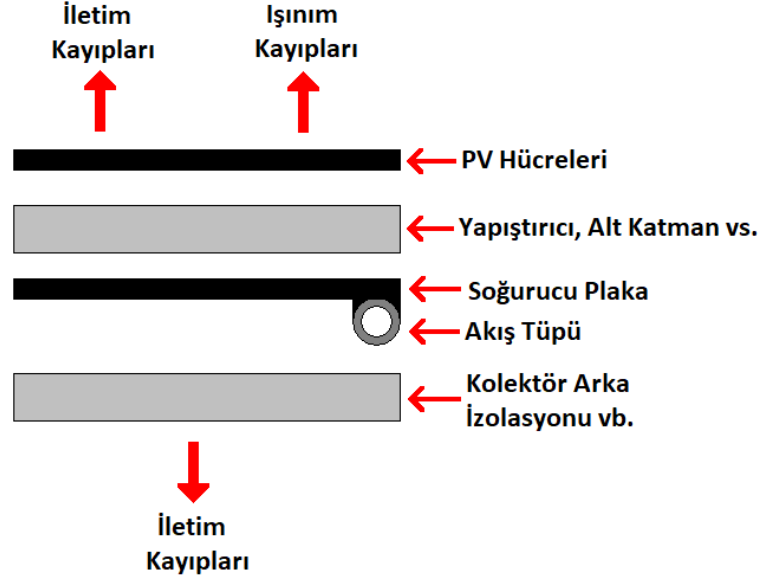 İletim
Kayıpları
Işınım
Kayıpları
PV Hücreleri
Yapıştırıcı, Alt Katman vs.
Soğurucu Plaka
Akış Tüpü
Kolektör Arka
İzolasyonu vb.
İletim
Kayıpları